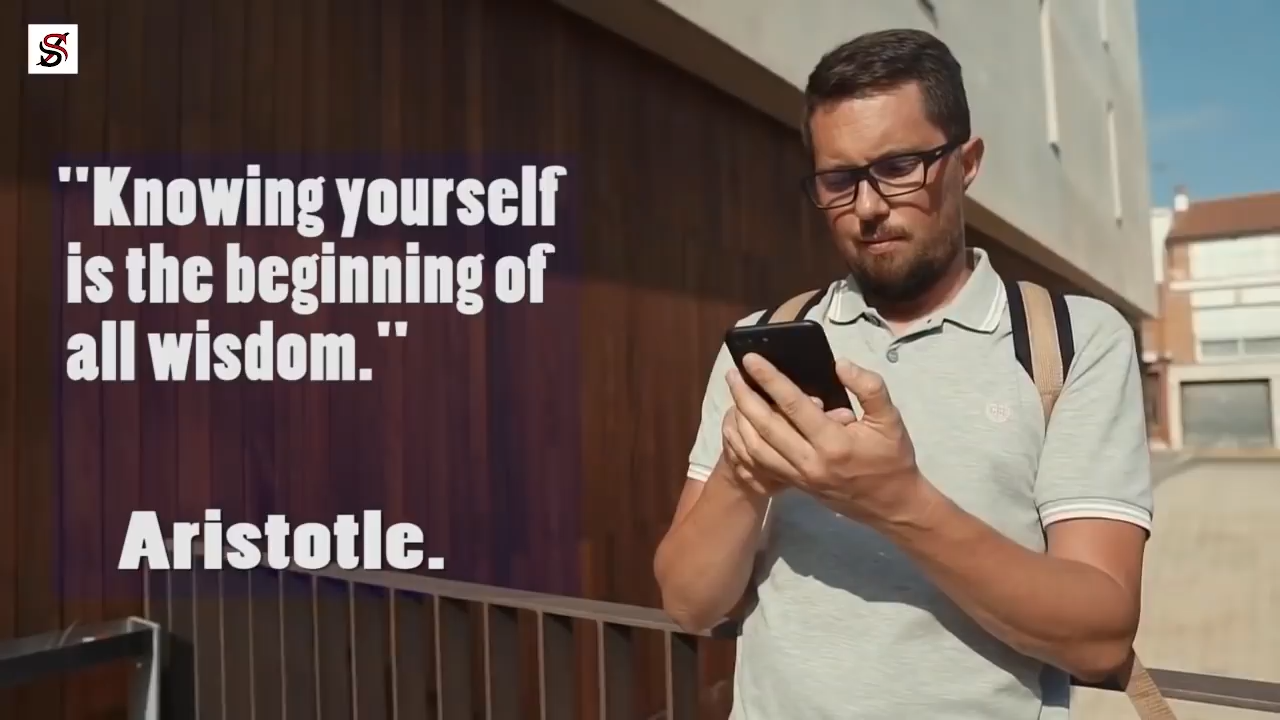 "Knowing yourself
is the beginning of
all wisdom."
Aristotle.